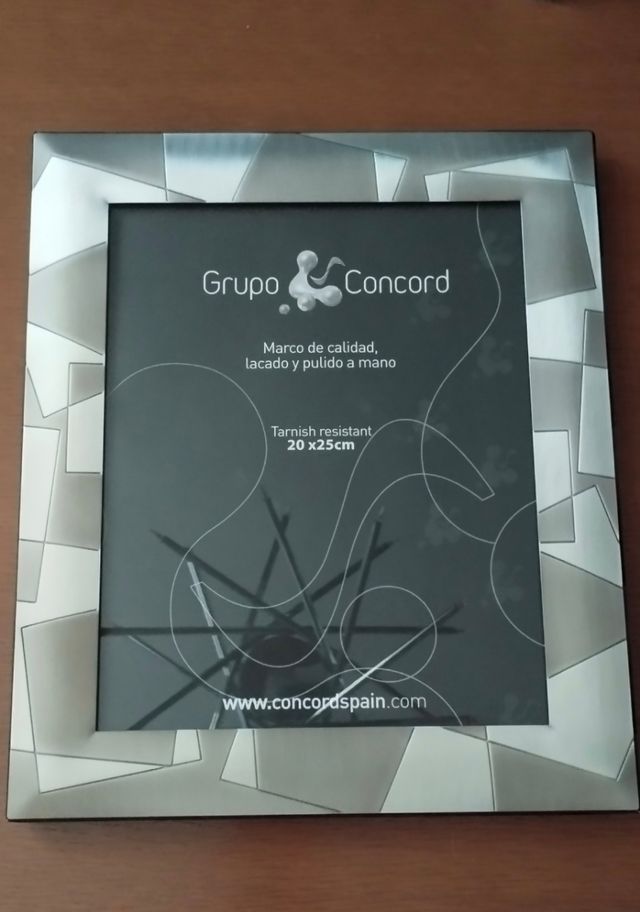 Grupo Concord
Marco de calidad,
lacado y pulido a mano
Tarnish resistant
20 x25cm
www.concordspain.com